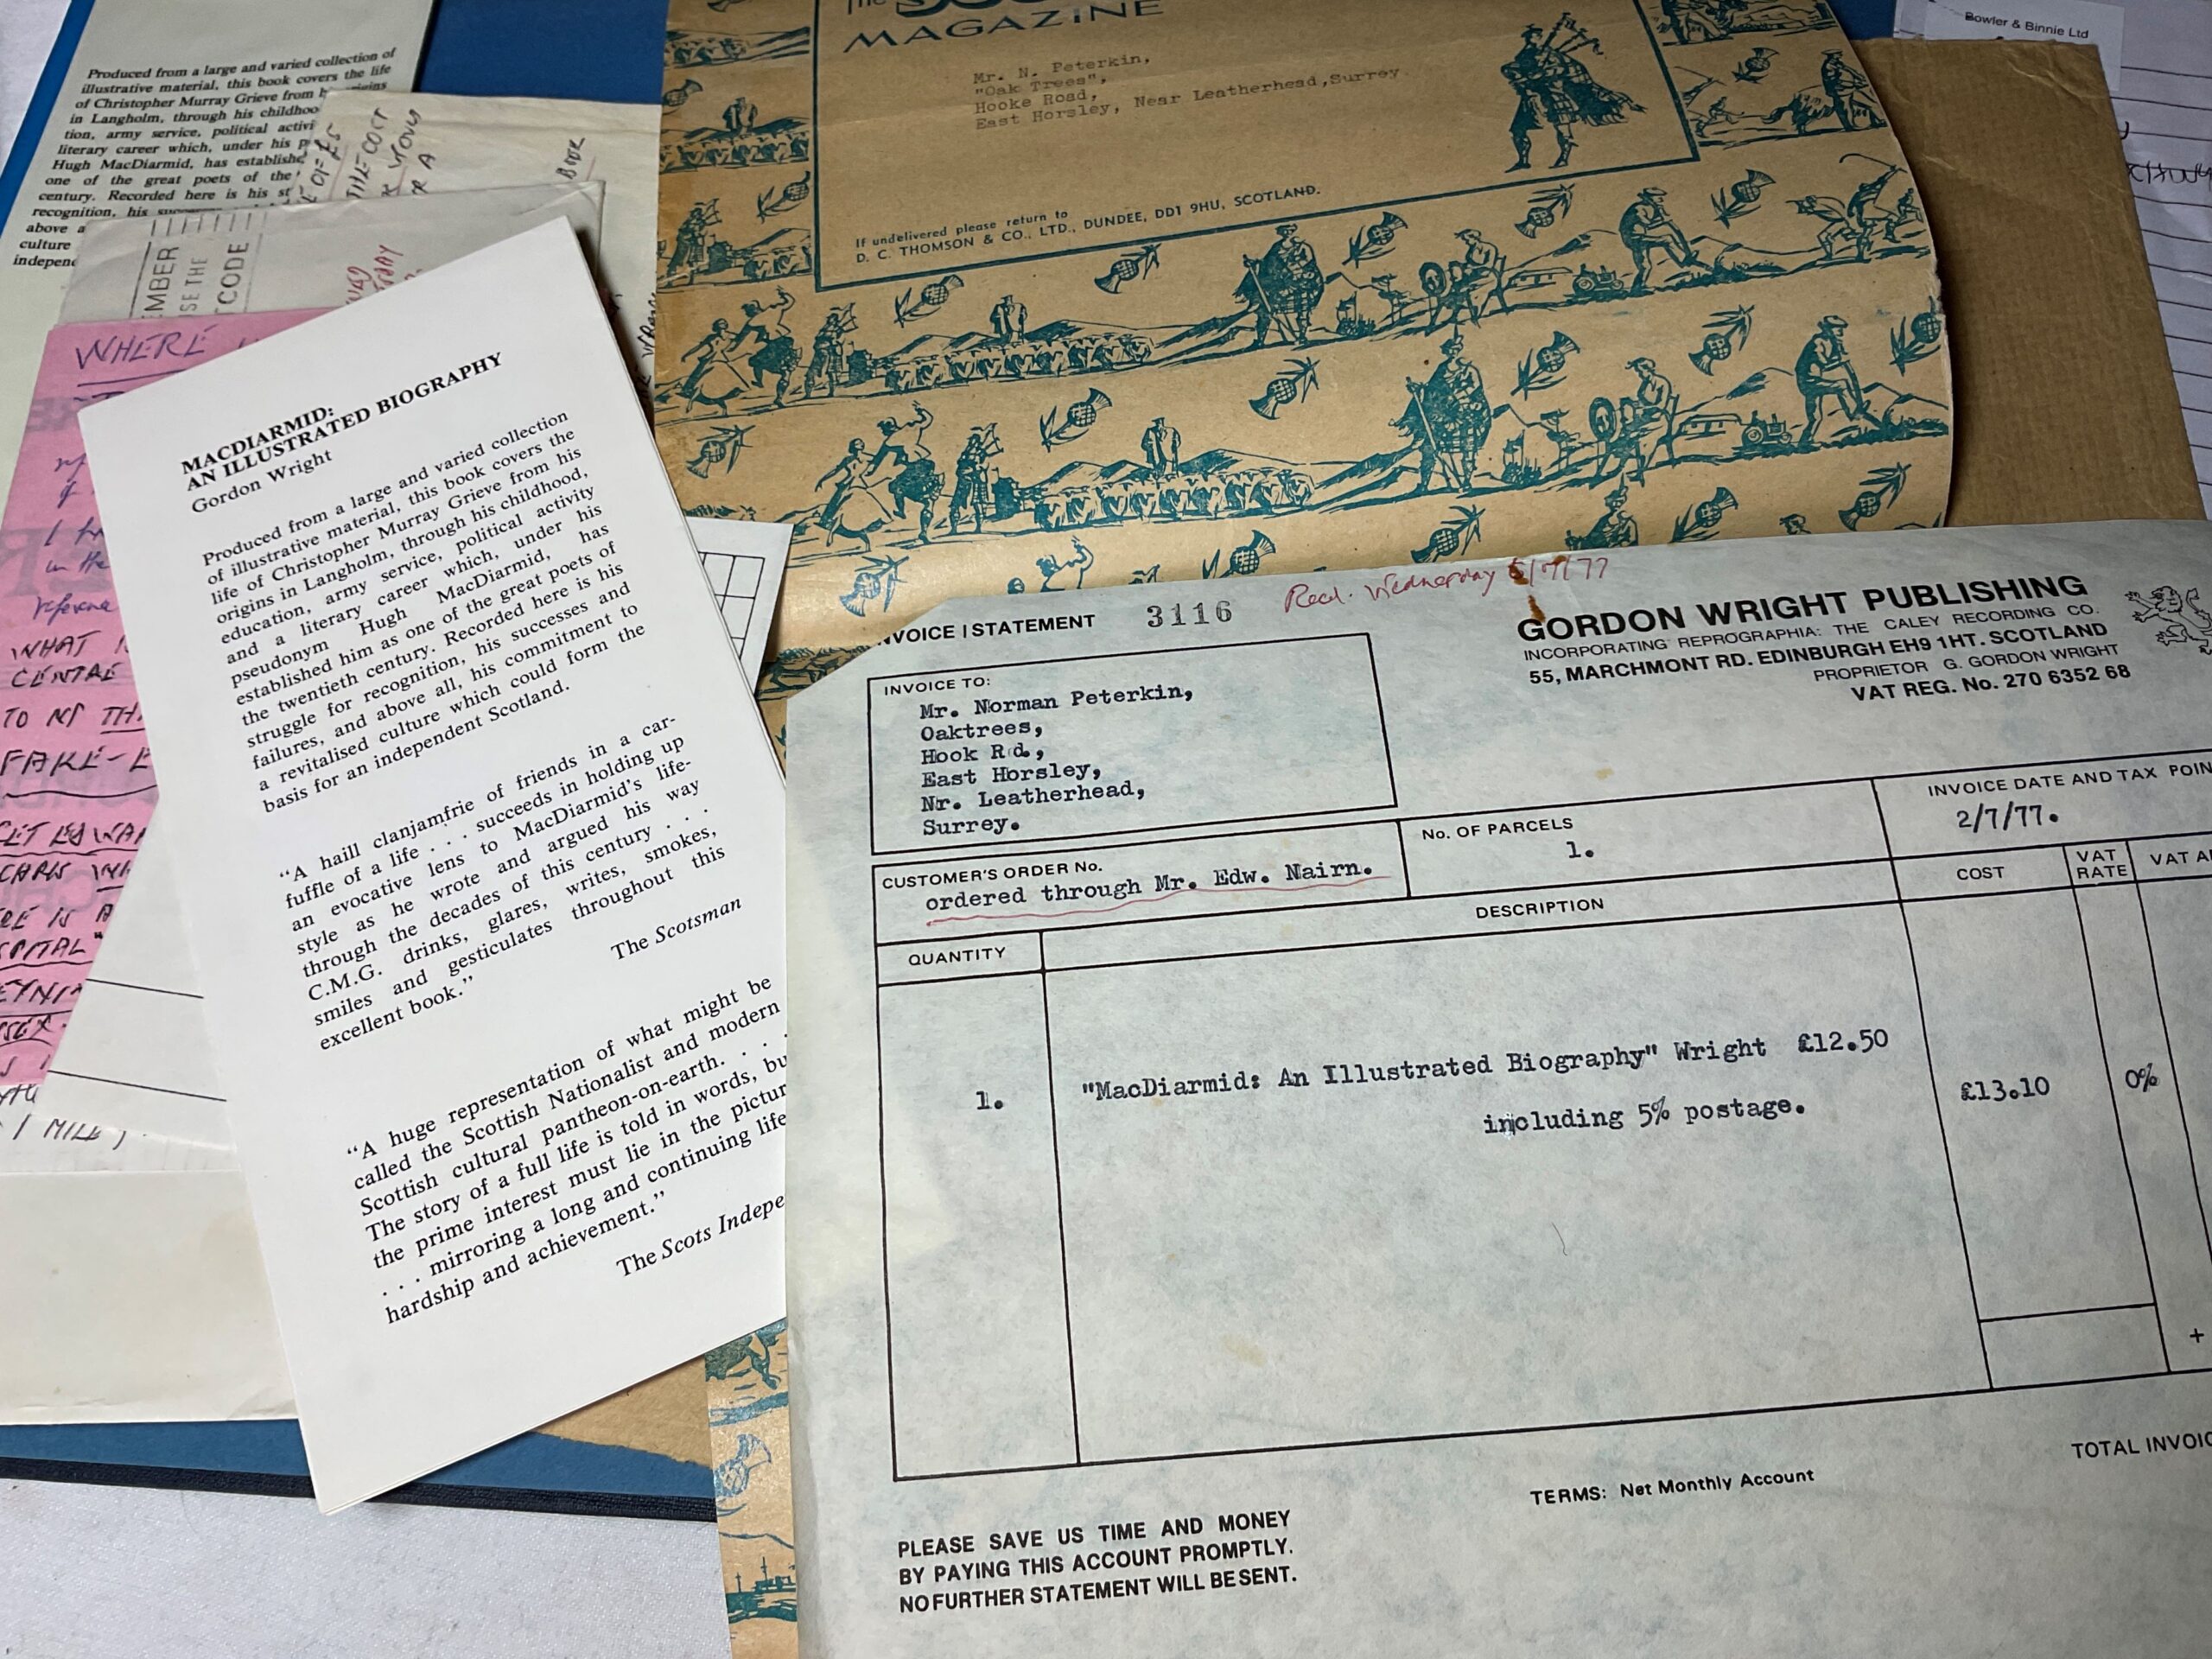 Produced from a large and varied collection of
illustrative material, this book covers the life
of Christopher Murray Grieve from
in Langholm, through his
tion, army service, political
literary career which, under his
Hugh MacDiarmid, has
one of the great poets of the
century. Recorded here is his
recognition, his
above
culture
BOOK
THE COST
WHERE
WHAT
TO
THE
MAGAZINE
Mr. N. Peterkin,
"Oak Trees",
Hooke Road,
East Horsley, Near Leatherhead, Surrey.
If undelivered please return to
D. C. THOMSON & CO., LTD., DUNDEE, DD1 9HU, SCOTLAND.
Bowler & Binnie Ltd
MACDIARMID:
AN ILLUSTRATED BIOGRAPHY
Gordon Wright
Produced from a large and varied collection
of illustrative material, this book covers the
life of Christopher Murray Grieve from his
origins in Langholm, through his childhood,
education, army service, political activity
and a literary career which, under his
pseudonym Hugh MacDiarmid, has
established him as one of the great poets of
the twentieth century. Recorded here is his
struggle for recognition, his successes and
failures, and above all, his commitment to
a revitalised culture which could form the
basis for an independent Scotland.
“A haill clanjamfrie of friends in a car-
fuffle of a life . . . succeeds in holding up
an evocative lens to MacDiarmid's life-
style as he wrote and argued his way
through the decades of this century . . .
C.M.G. drinks, glares, writes, smokes,
smiles and gesticulates throughout this
excellent book.”
The Scotsman
“A huge representation of what might be
called the Scottish Nationalist and modern
Scottish cultural pantheon-on-earth. . . .
The story of a full life is told in words, bu
the prime interest must lie in the pictur
. . . mirroring a long and continuing life
hardship and achievement.”
The Scots Indepe
INVOICE | STATEMENT 3116
Recd. Wednesday 6/7/77
GORDON WRIGHT PUBLISHING
INCORPORATING REPROGRAPHIA: THE CALEY RECORDING CO.
55, MARCHMONT RD. EDINBURGH EH9 1HT. SCOTLAND
PROPRIETOR G. GORDON WRIGHT
VAT REG. No. 270 6352 68
INVOICE TO:
Mr. Norman Peterkin,
Oaktrees,
Hook Rd.,
East Horsley,
Nr. Leatherhead,
Surrey.
CUSTOMER'S ORDER No.
ordered through Mr. Edw. Nairn.
No. OF PARCELS
1.
INVOICE DATE AND TAX POIN
2/7/77.
QUANTITY DESCRIPTION COST VAT RATE VAT
1. "MacDiarmid: An Illustrated Biography" Wright £12.50 £13.10 0%
including 5% postage.
+
TOTAL INVOIC
TERMS: Net Monthly Account
PLEASE SAVE US TIME AND MONEY
BY PAYING THIS ACCOUNT PROMPTLY.
NO FURTHER STATEMENT WILL BE SENT.